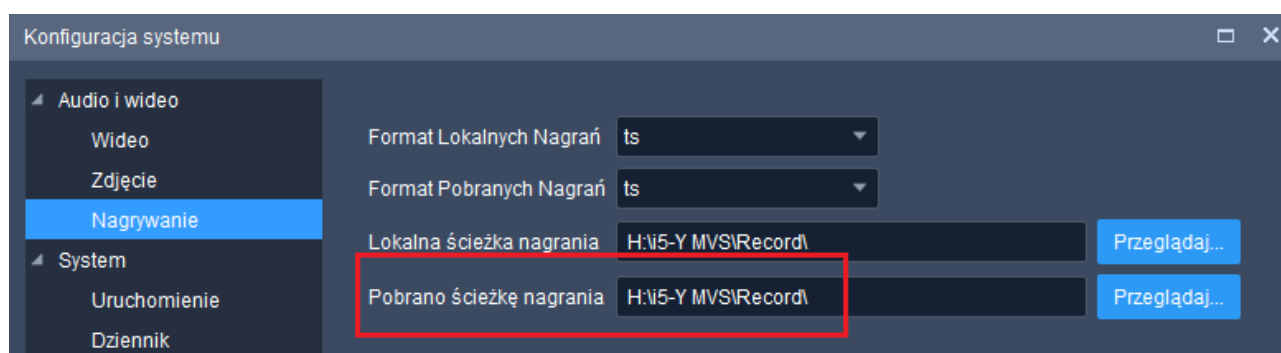 Konfiguracja systemu
Audio i wideo
Wideo
Zdjęcie
Nagrywanie
System
Uruchomienie
Dziennik
Format Lokalnych Nagrań ts
Format Pobranych Nagrań ts
Lokalna ścieżka nagrania H:\i5-Y MVS\Record\ Przeglądaj...
Pobrano ścieżkę nagrania H:\i5-Y MVS\Record\ Przeglądaj...